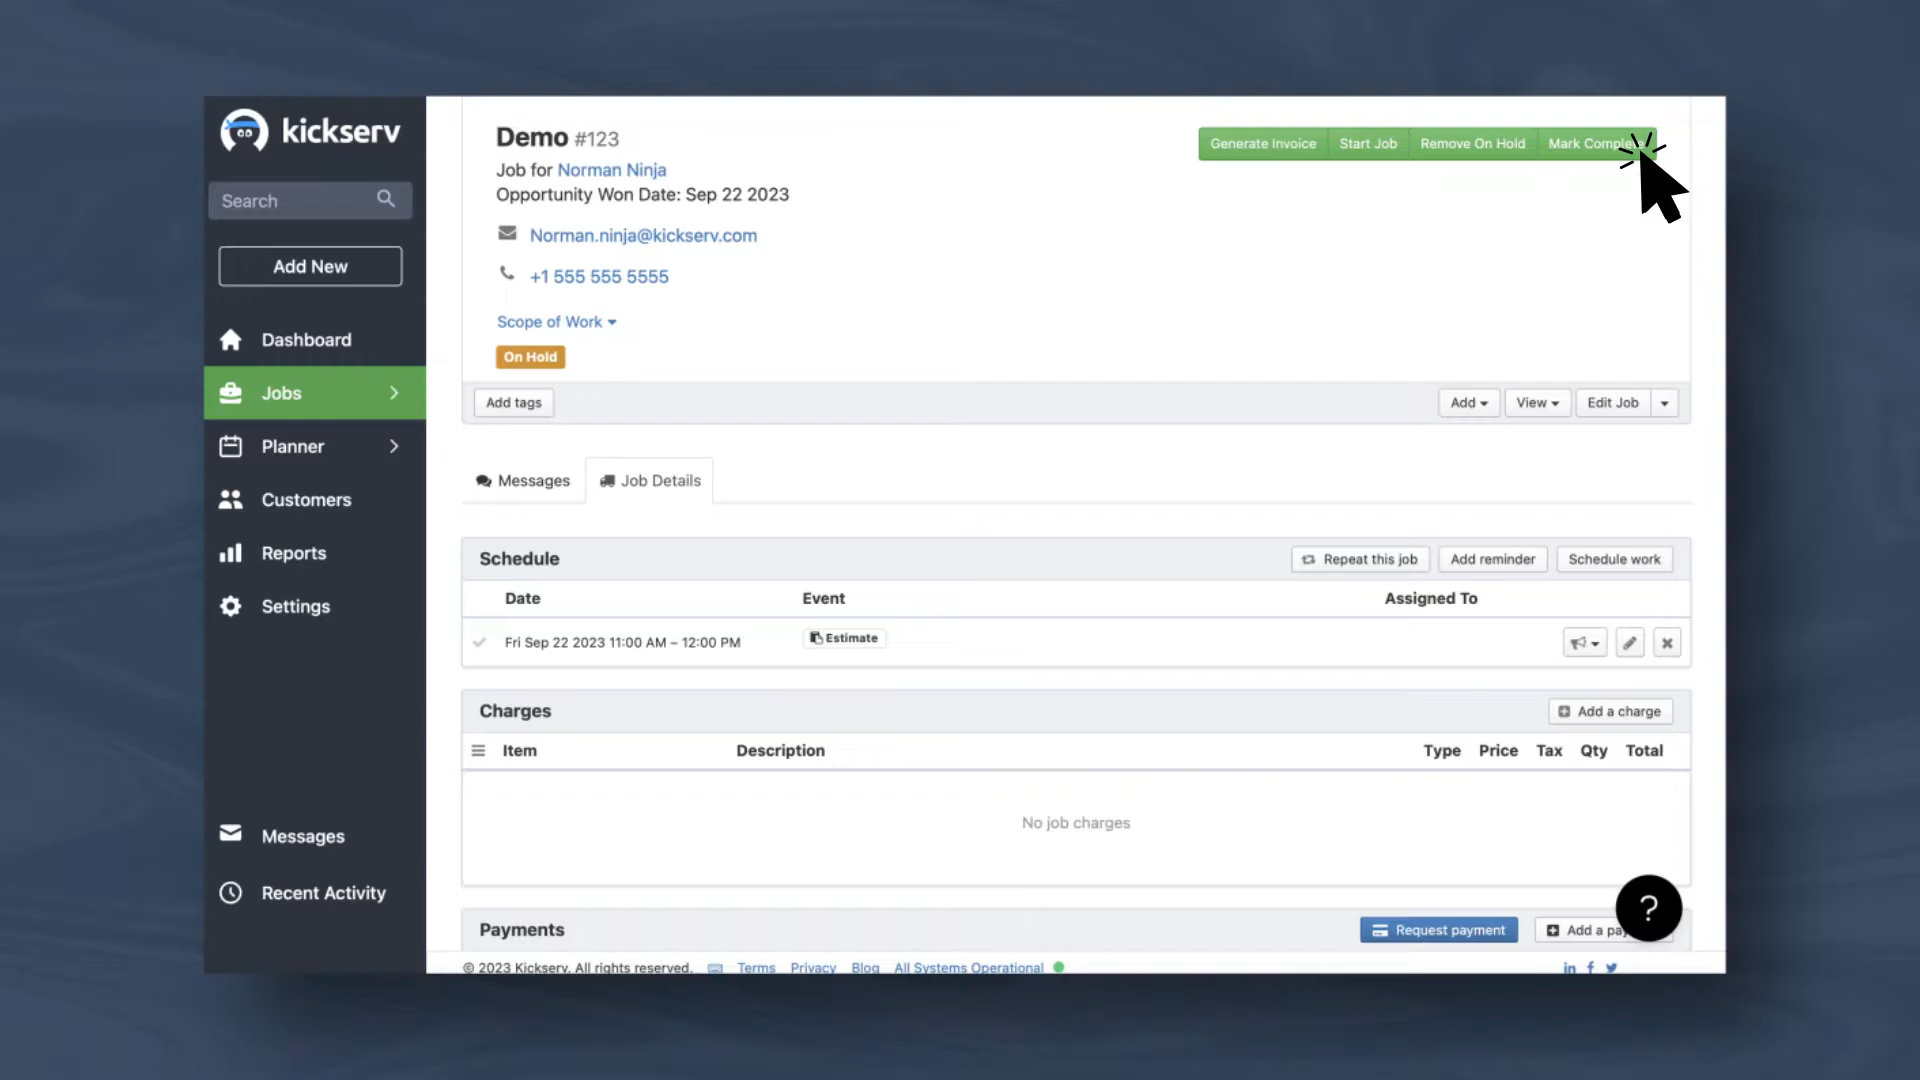 kickserv
Search
Add New
Dashboard
Jobs
Planner
Customers
Reports
Settings
Messages
Recent Activity
Demo #123
Job for Norman Ninja
Opportunity Won Date: Sep 22 2023
Norman.ninja@kickserv.com
+1 555 555 5555
Scope of Work
On Hold
Generate Invoice Start Job Remove On Hold Mark Complete
Add tags
Add View Edit Job
Messages Job Details
Schedule Repeat this job Add reminder Schedule work
Date Event Assigned To
Fri Sep 22 2023 11:00 AM – 12:00 PM Estimate
Charges Add a charge
Item Description Type Price Tax Qty Total
No job charges
Payments Request payment Add a
?
© 2023 Kickserv. All rights reserved. Terms Privacy Blog All Systems Operational